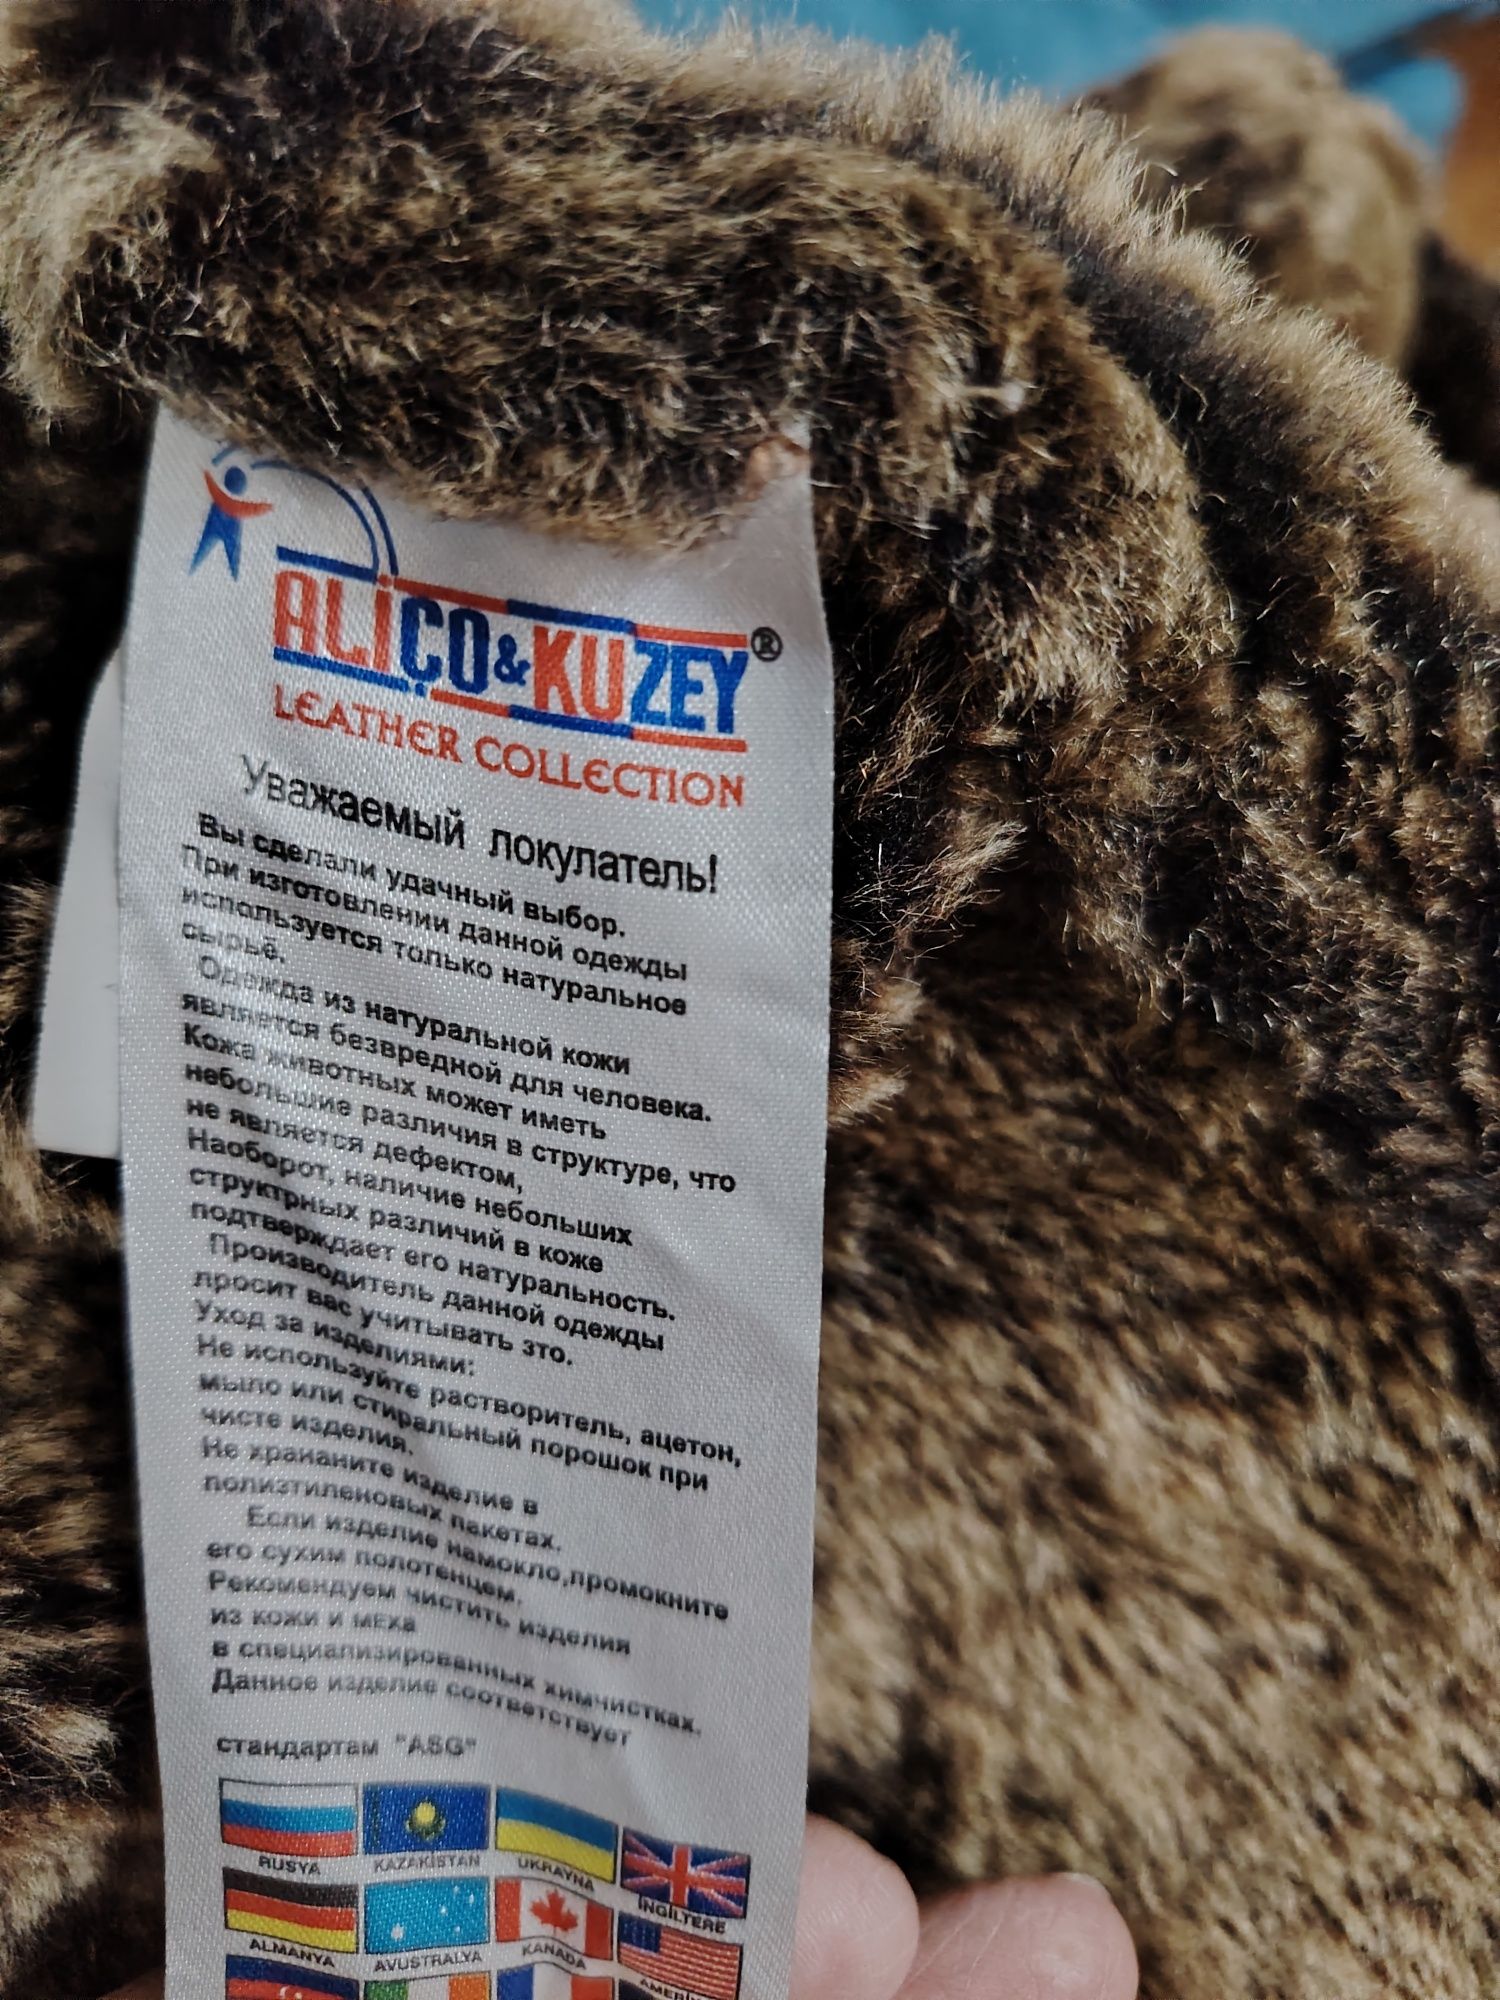 ALiÇO&KUZEY®
LEATHER COLLECTION
Уважаемый покупатель!
Вы сделали удачный выбор.
При изготовлении данной одежды
используется только натуральное
сырьё.
Одежда из натуральной кожи
является безвредной для человека.
Кожа животных может иметь
небольшие различия в структуре, что
не является дефектом,
Наоборот, наличие небольших
структрных различий в коже
подтверждает его натуральность.
Производитель данной одежды
просит вас учитывать зто.
Уход за изделиями:
Не используйте растворитель, ацетон,
мыло или стиральный порошок при
чисте изделия.
Не хрананите изделие в
полизтиленовых пакетах.
Если изделие намокло,промокните
его сухим полотенцем.
Рекомендуем чистить изделия
из кожи и меха
в специализированных химчистках.
Данное изделие соответствует
стандартам "ASG"
RUSYA KAZAKİSTAN UKRAYNA İNGİLTERE
ALMANYA AVUSTRALYA KANADA